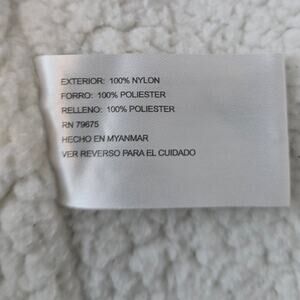 EXTERIOR: 100% NYLON
FORRO: 100% POLIESTER
RELLENO: 100% POLIESTER
RN 79675
HECHO EN MYANMAR
VER REVERSO PARA EL CUIDADO